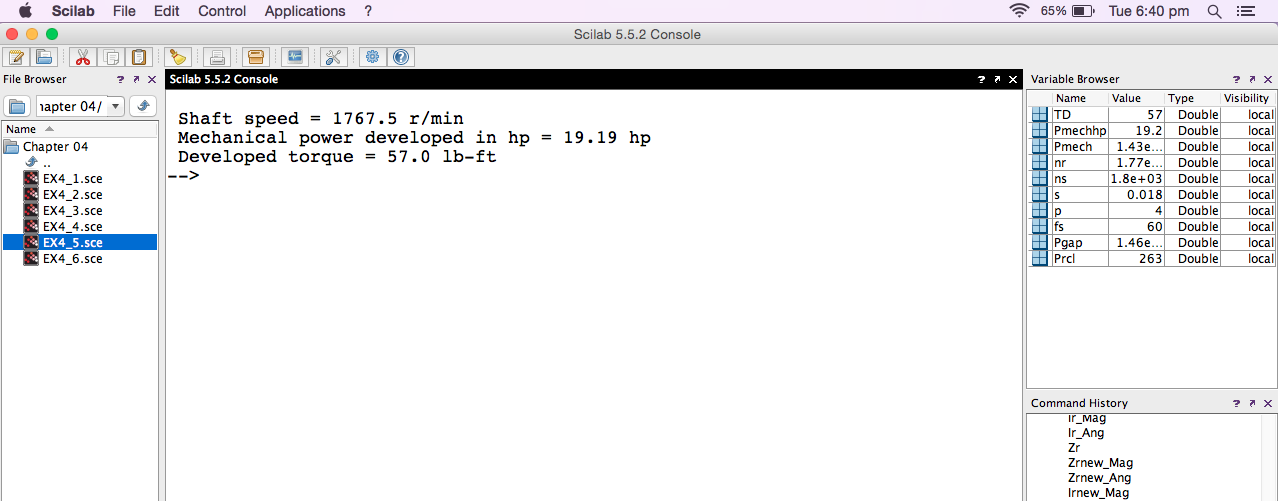 Scilab File Edit Control Applications ? 65% Tue 6:40 pm
Scilab 5.5.2 Console
File Browser ? Scilab 5.5.2 Console ? Variable Browser ?
hapter 04/
Name
Chapter 04
..
EX4_1.sce
EX4_2.sce
EX4_3.sce
EX4_4.sce
EX4_5.sce
EX4_6.sce
Shaft speed = 1767.5 r/min
Mechanical power developed in hp = 19.19 hp
Developed torque = 57.0 lb-ft
-->
Name Value Type Visibility
TD 57 Double local
Pmechhp 19.2 Double local
Pmech 1.43e... Double local
nr 1.77e... Double local
ns 1.8e+03 Double local
s 0.018 Double local
p 4 Double local
fs 60 Double local
Pgap 1.46e... Double local
Prcl 263 Double local
Command History ?
Ir_Mag
Ir_Ang
Zr
Zrnew_Mag
Zrnew_Ang
Irnew_Mag